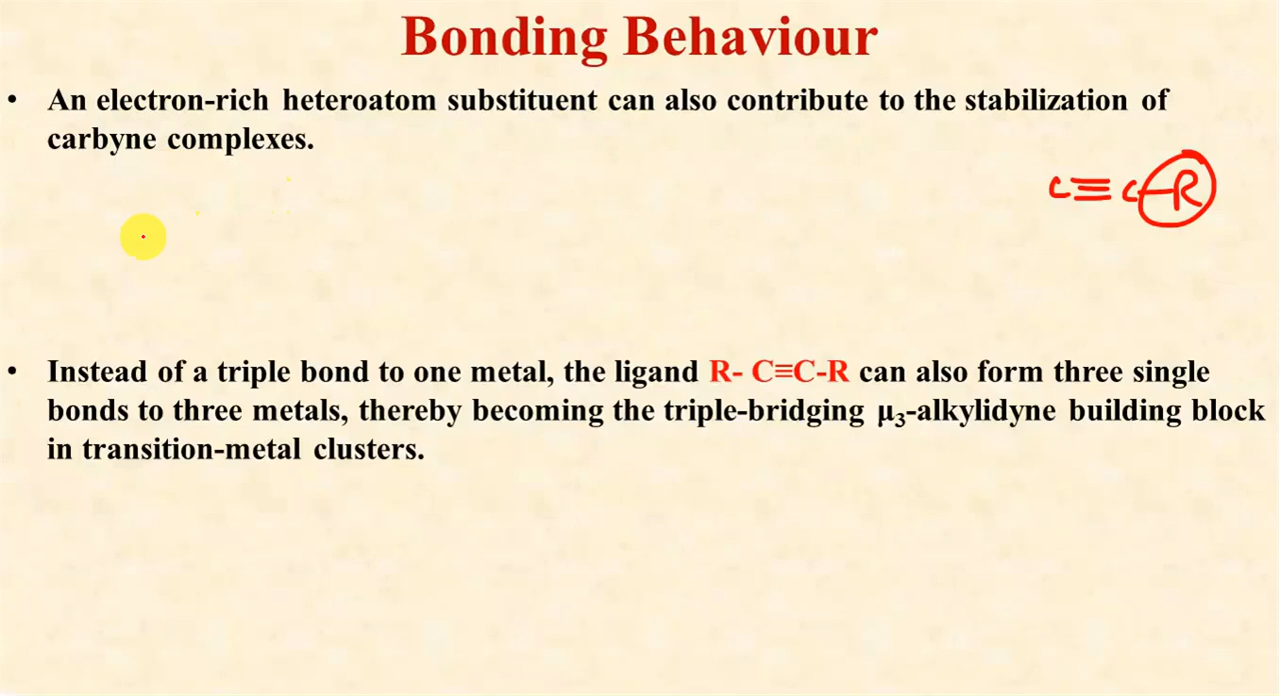 Bonding Behaviour
• An electron-rich heteroatom substituent can also contribute to the stabilization of
carbyne complexes.
C≡C-R
• Instead of a triple bond to one metal, the ligand R- C≡C-R can also form three single
bonds to three metals, thereby becoming the triple-bridging μ₃-alkylidyne building block
in transition-metal clusters.